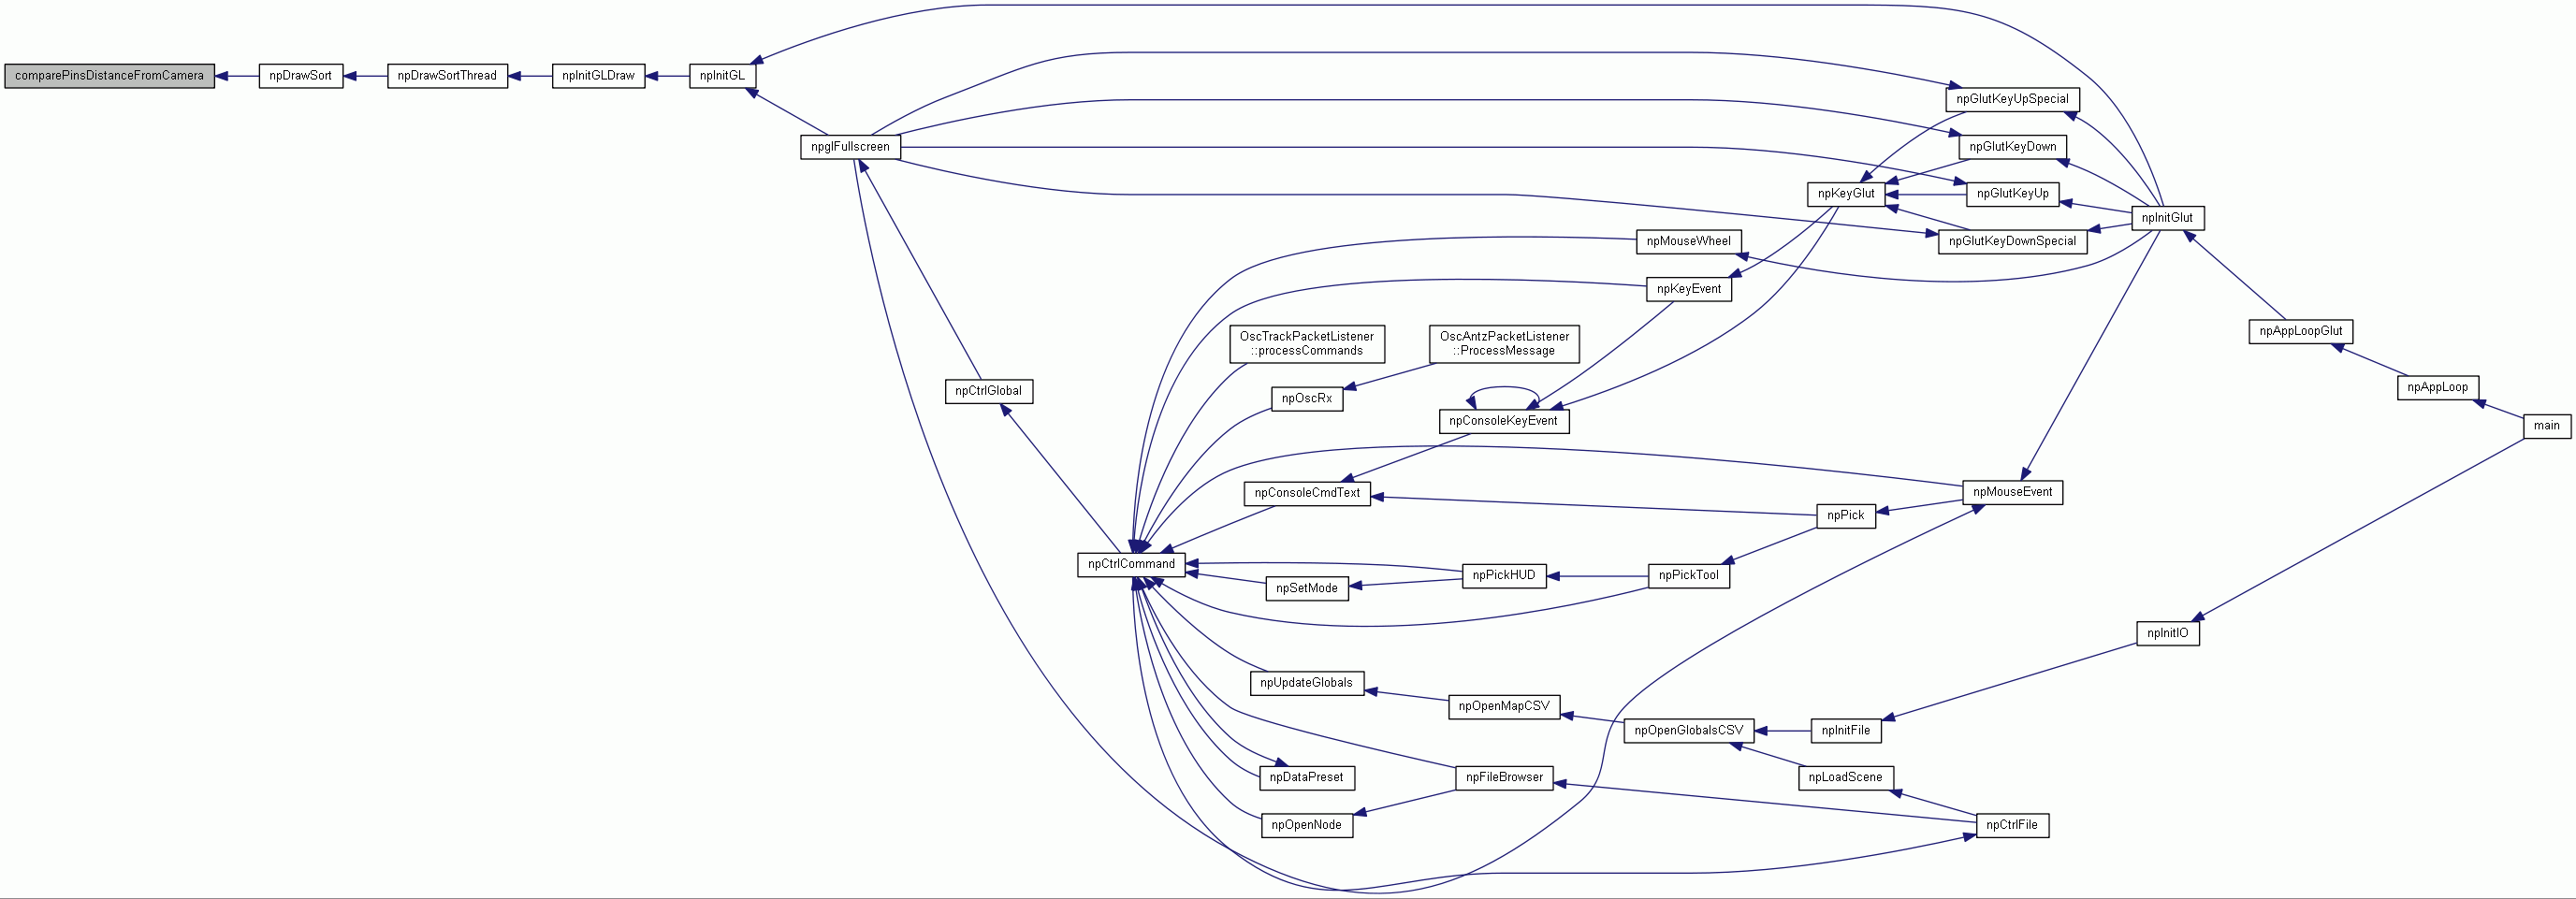 comparePinsDistanceFromCamera
npDrawSort
npDrawSortThread
npInitGLDraw
npInitGL
npglFullscreen
npCtrlGlobal
npCtrlCommand
npMouseWheel
npKeyEvent
OscTrackPacketListener
::processCommands
npOscRx
OscAntzPacketListener
::ProcessMessage
npConsoleKeyEvent
npConsoleCmdText
npPickHUD
npSetMode
npPickTool
npPick
npUpdateGlobals
npOpenMapCSV
npOpenGlobalsCSV
npInitFile
npLoadScene
npDataPreset
npFileBrowser
npOpenNode
npCtrlFile
npKeyGlut
npGlutKeyUpSpecial
npGlutKeyDown
npGlutKeyUp
npGlutKeyDownSpecial
npMouseEvent
npInitGlut
npInitIO
npAppLoopGlut
npAppLoop
main